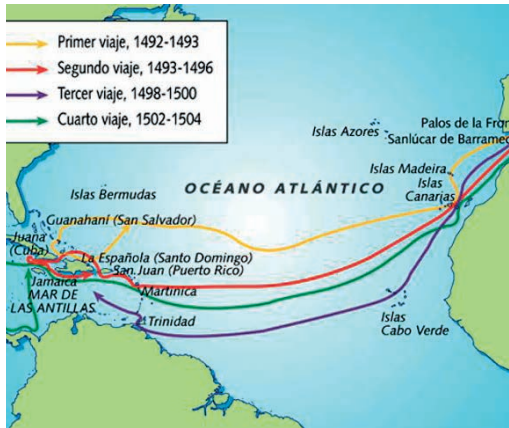 Primer viaje, 1492-1493
Segundo viaje, 1493-1496
Tercer viaje, 1498-1500
Cuarto viaje, 1502-1504
Palos de la Fron
Islas Azores
Sanlúcar de Barramed
Islas Madeira
Islas Bermudas
OCÉANO ATLÁNTICO
Islas
Canarias
Guanahaní (San Salvador)
Juana
(Cuba)
La Española (Santo Domingo)
San Juan (Puerto Rico)
Jamaica
Martinica
MAR DE
LAS ANTILLAS
Trinidad
Islas
Cabo Verde